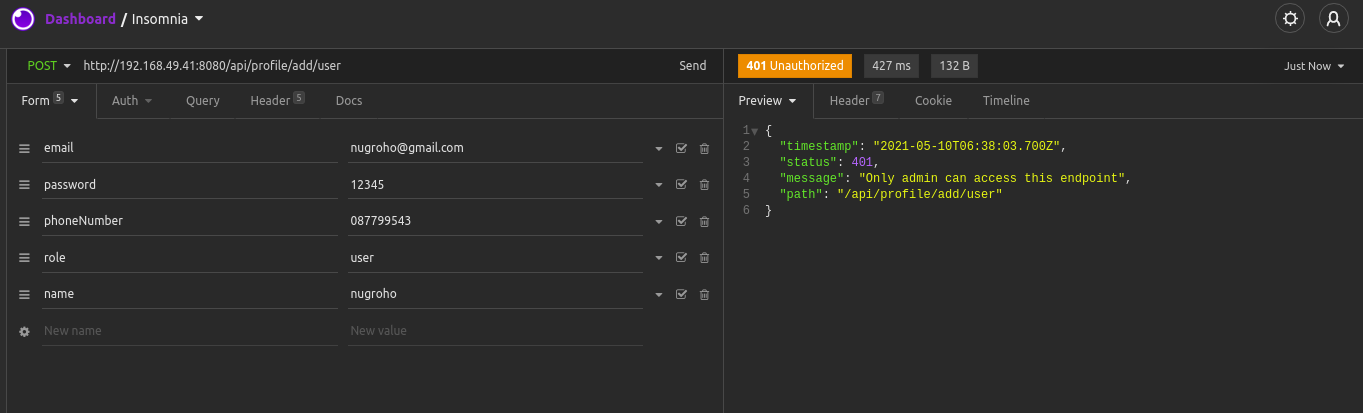 Dashboard / Insomnia
POST http://192.168.49.41:8080/api/profile/add/user Send
Form 5 Auth Query Header 5 Docs
email nugroho@gmail.com
password 12345
phoneNumber 087799543
role user
name nugroho
New name New value
401 Unauthorized 427 ms 132 B Just Now
Preview Header 7 Cookie Timeline
1 {
2 "timestamp": "2021-05-10T06:38:03.700Z",
3 "status": 401,
4 "message": "Only admin can access this endpoint",
5 "path": "/api/profile/add/user"
6 }